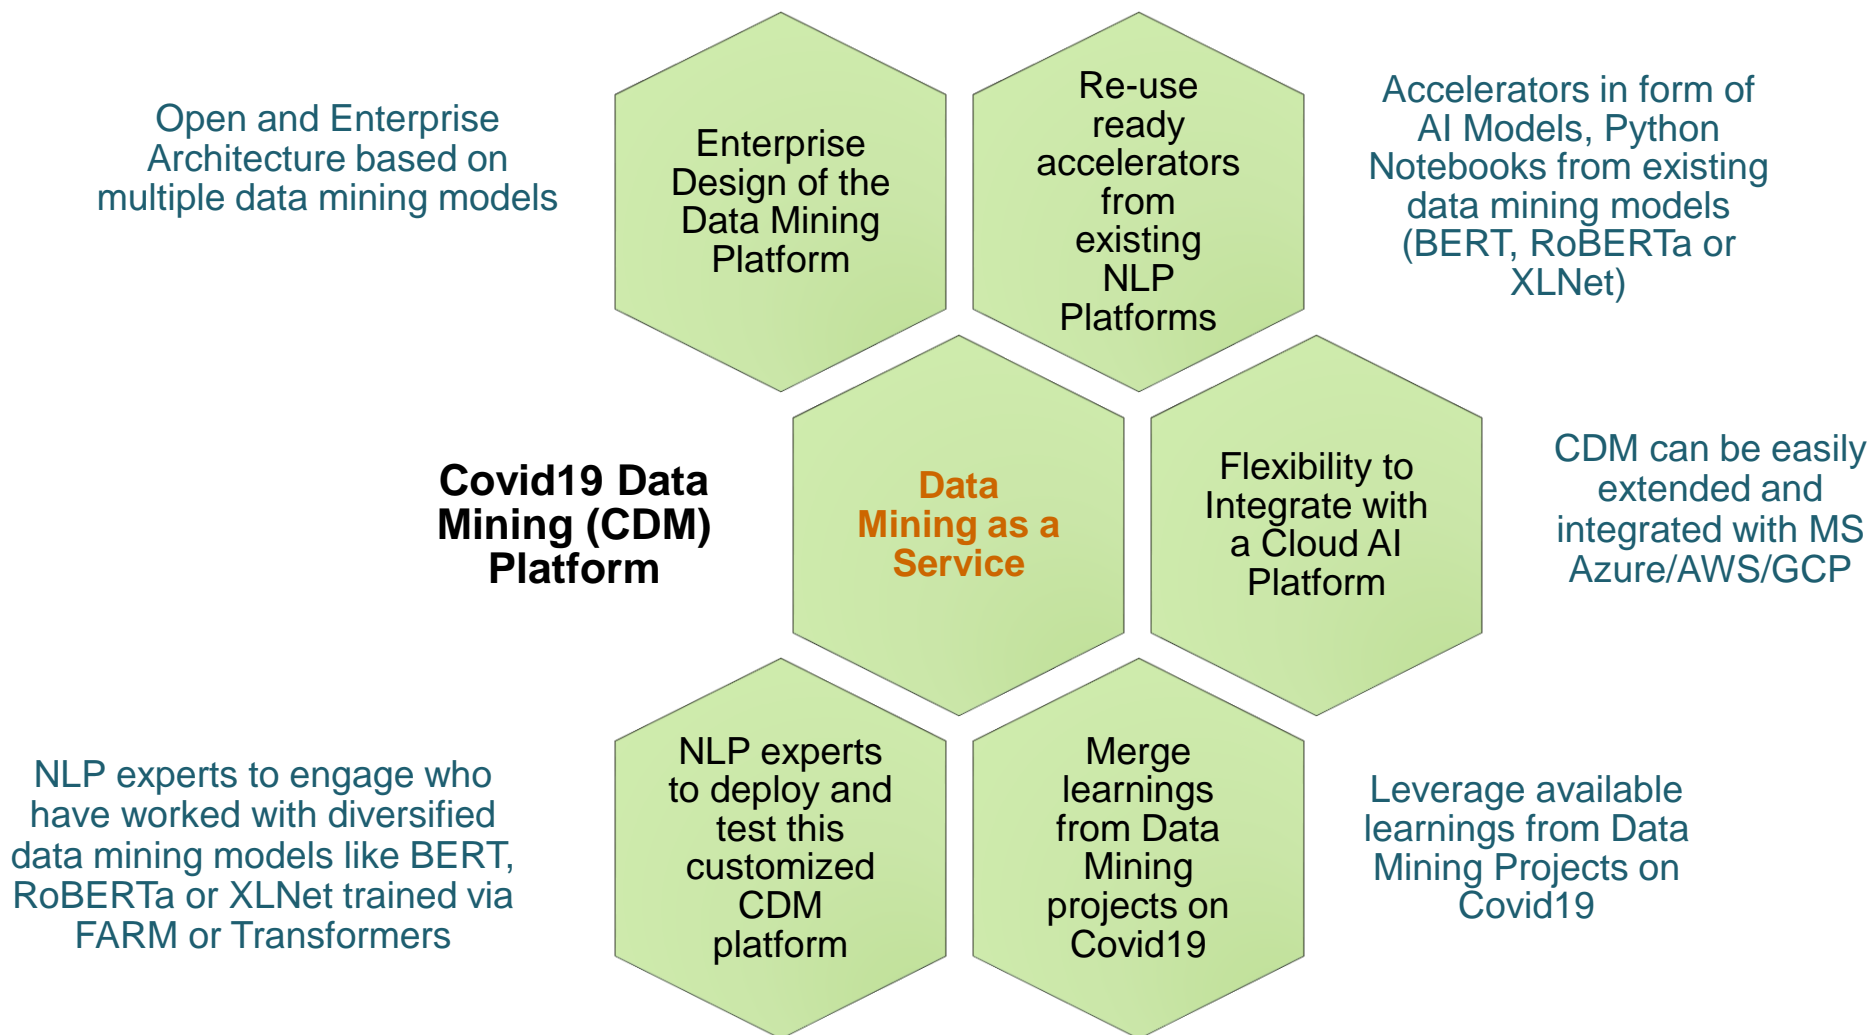 Open and Enterprise
Architecture based on
multiple data mining models
Enterprise
Design of the
Data Mining
Platform
Re-use
ready
accelerators
from
existing
NLP
Platforms
Accelerators in form of
AI Models, Python
Notebooks from existing
data mining models
(BERT, RoBERTa or
XLNet)
Covid19 Data
Mining (CDM)
Platform
Data
Mining as a
Service
Flexibility to
Integrate with
a Cloud AI
Platform
CDM can be easily
extended and
integrated with MS
Azure/AWS/GCP
NLP experts to engage who
have worked with diversified
data mining models like BERT,
RoBERTa or XLNet trained via
FARM or Transformers
NLP experts
to deploy and
test this
customized
CDM
platform
Merge
learnings
from Data
Mining
projects on
Covid19
Leverage available
learnings from Data
Mining Projects on
Covid19